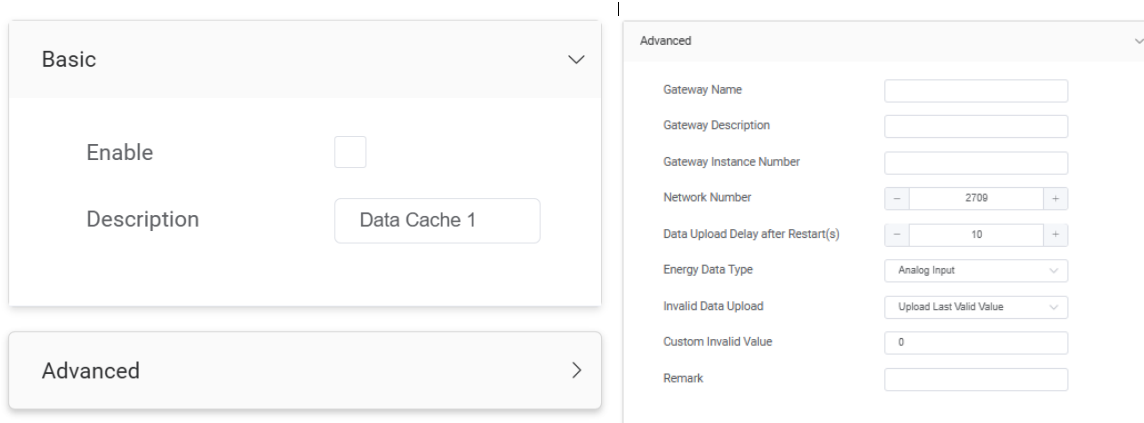 Basic
Enable
Description Data Cache 1
Advanced
Advanced
Gateway Name
Gateway Description
Gateway Instance Number
Network Number − 2709 +
Data Upload Delay after Restart(s) − 10 +
Energy Data Type Analog Input
Invalid Data Upload Upload Last Valid Value
Custom Invalid Value 0
Remark